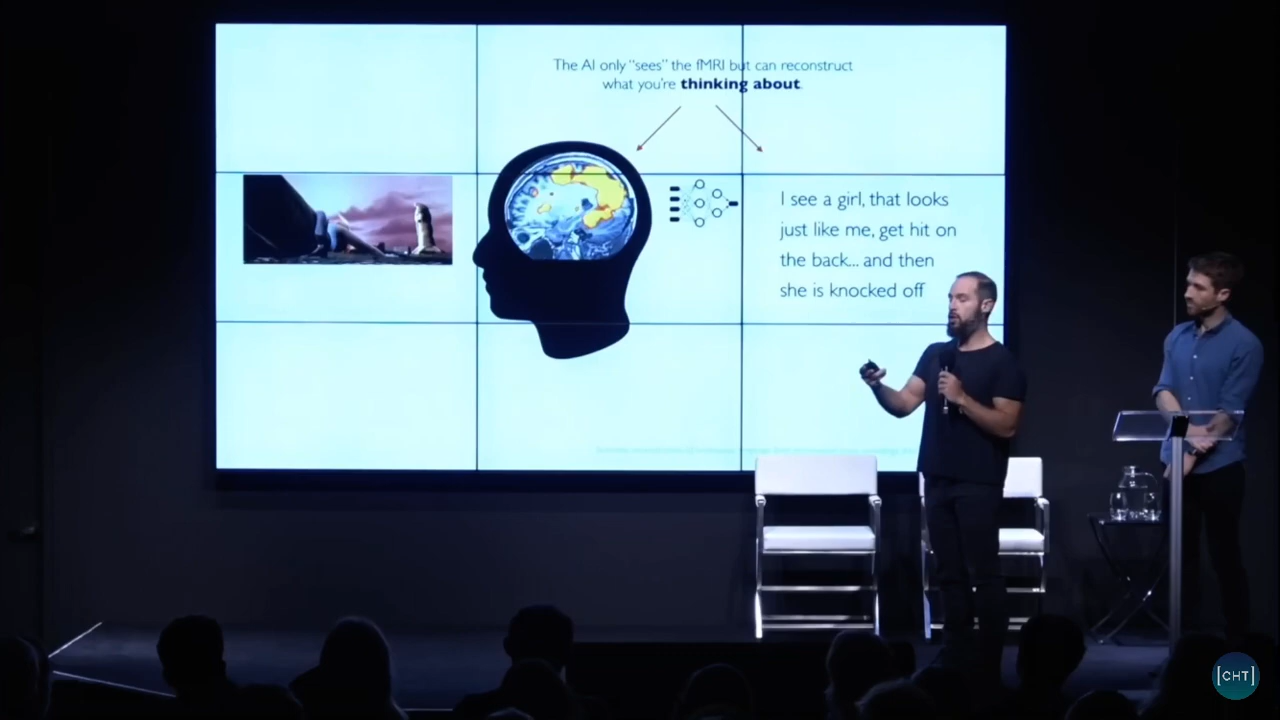 The AI only “sees” the fMRI but can reconstruct
what you're thinking about.
I see a girl, that looks
just like me, get hit on
the back... and then
she is knocked off
[CHT]